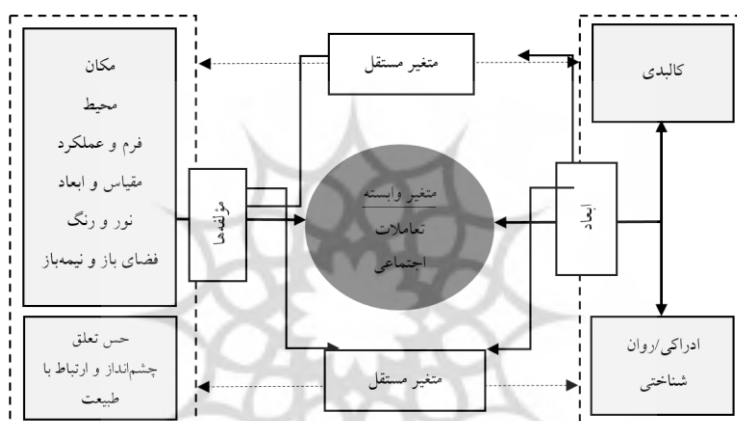 متغیر مستقل
کالبدی
مکان
محیط
فرم و عملکرد
مقیاس و ابعاد
نور و رنگ
فضای باز و نیمه‌باز
مؤلفه‌ها
متغیر وابسته
تعاملات
اجتماعی
ابعاد
حس تعلق
چشم‌انداز و ارتباط با
طبیعت
متغیر مستقل
ادراکی/روان
شناختی